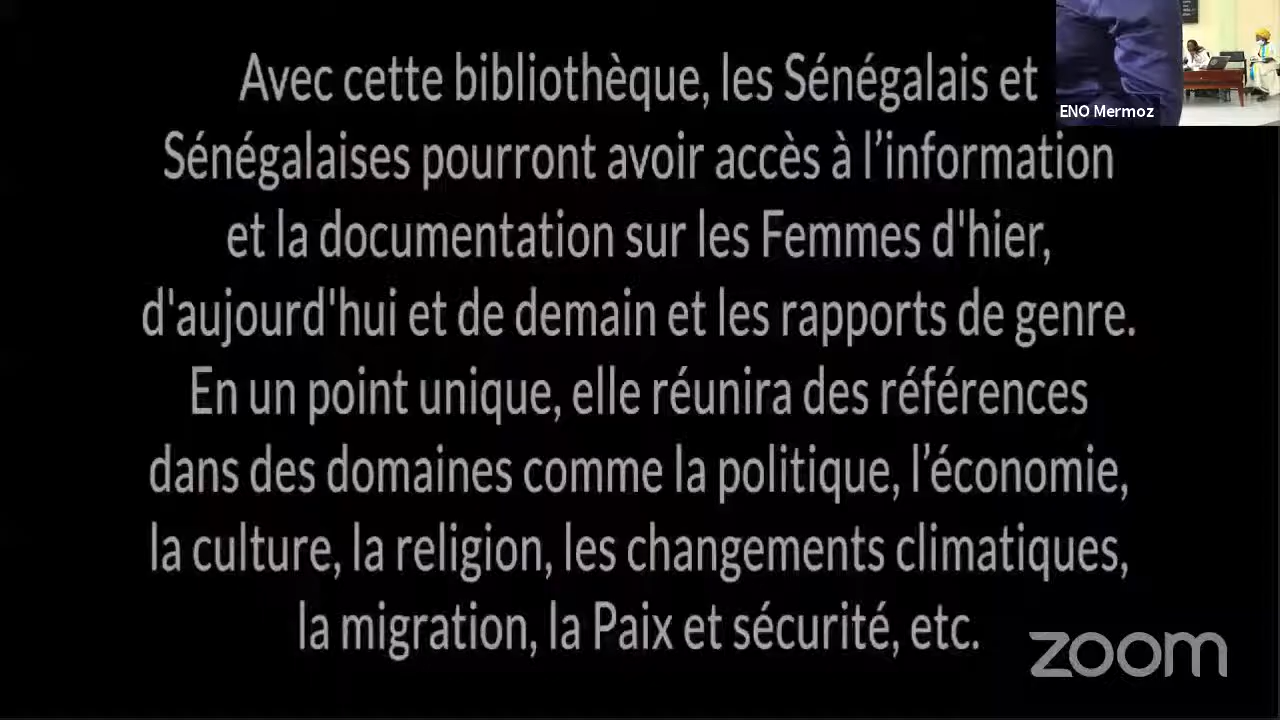 Avec cette bibliothèque, les Sénégalais et
Sénégalaises pourront avoir accès à l’information
et la documentation sur les Femmes d'hier,
d'aujourd'hui et de demain et les rapports de genre.
En un point unique, elle réunira des références
dans des domaines comme la politique, l’économie,
la culture, la religion, les changements climatiques,
la migration, la Paix et sécurité, etc.
ENO Mermoz
zoom